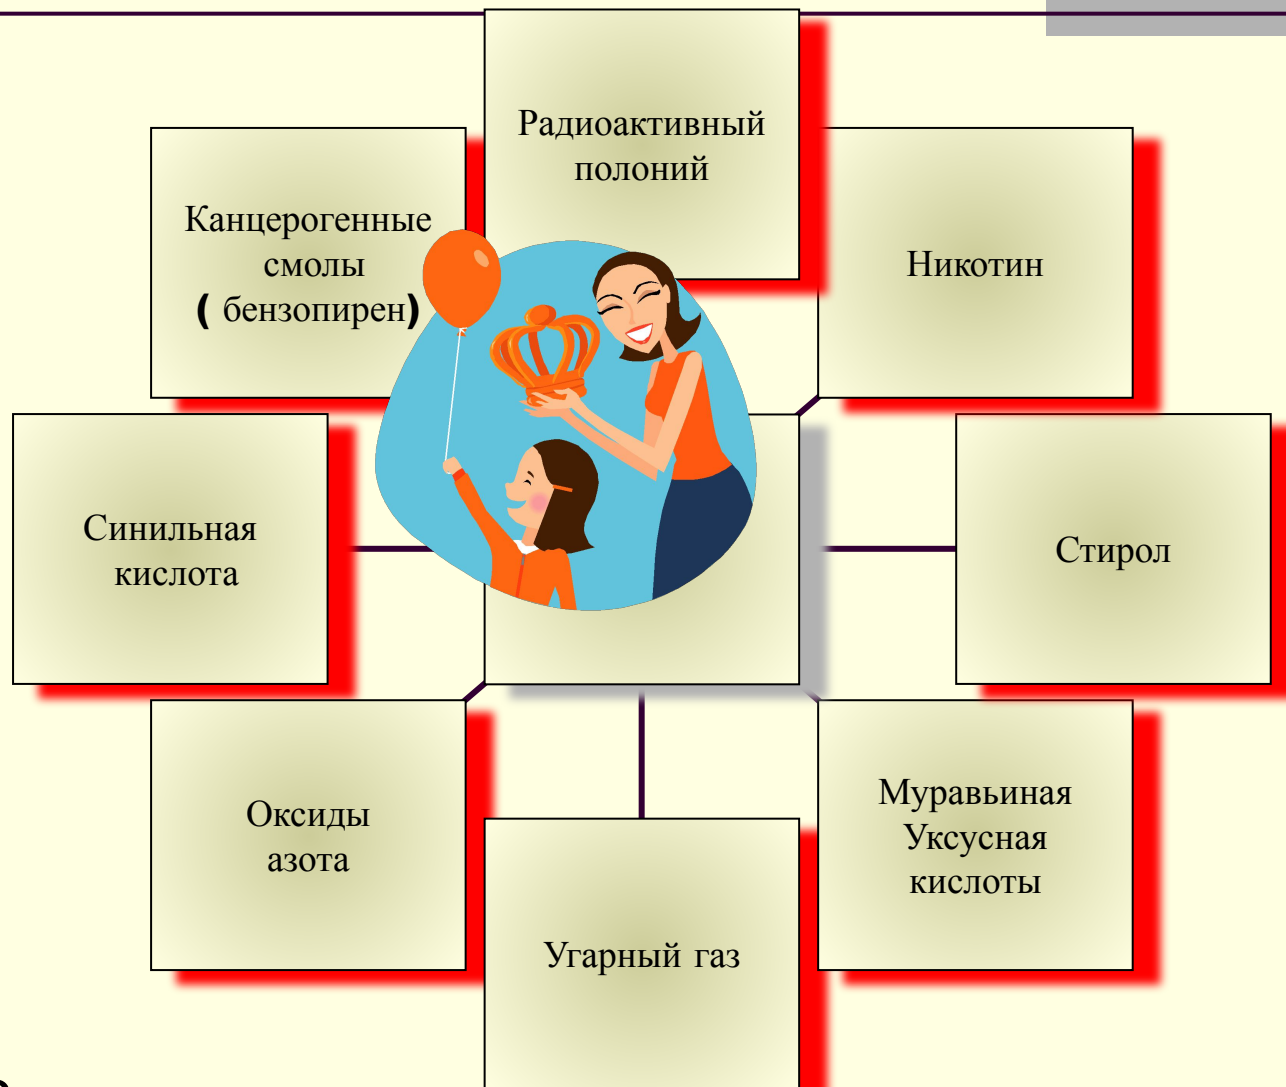 Радиоактивный
полоний
Канцерогенные
смолы
( бензопирен)
Никотин
Синильная
кислота
Стирол
Оксиды
азота
Муравьиная
Уксусная
кислоты
Угарный газ